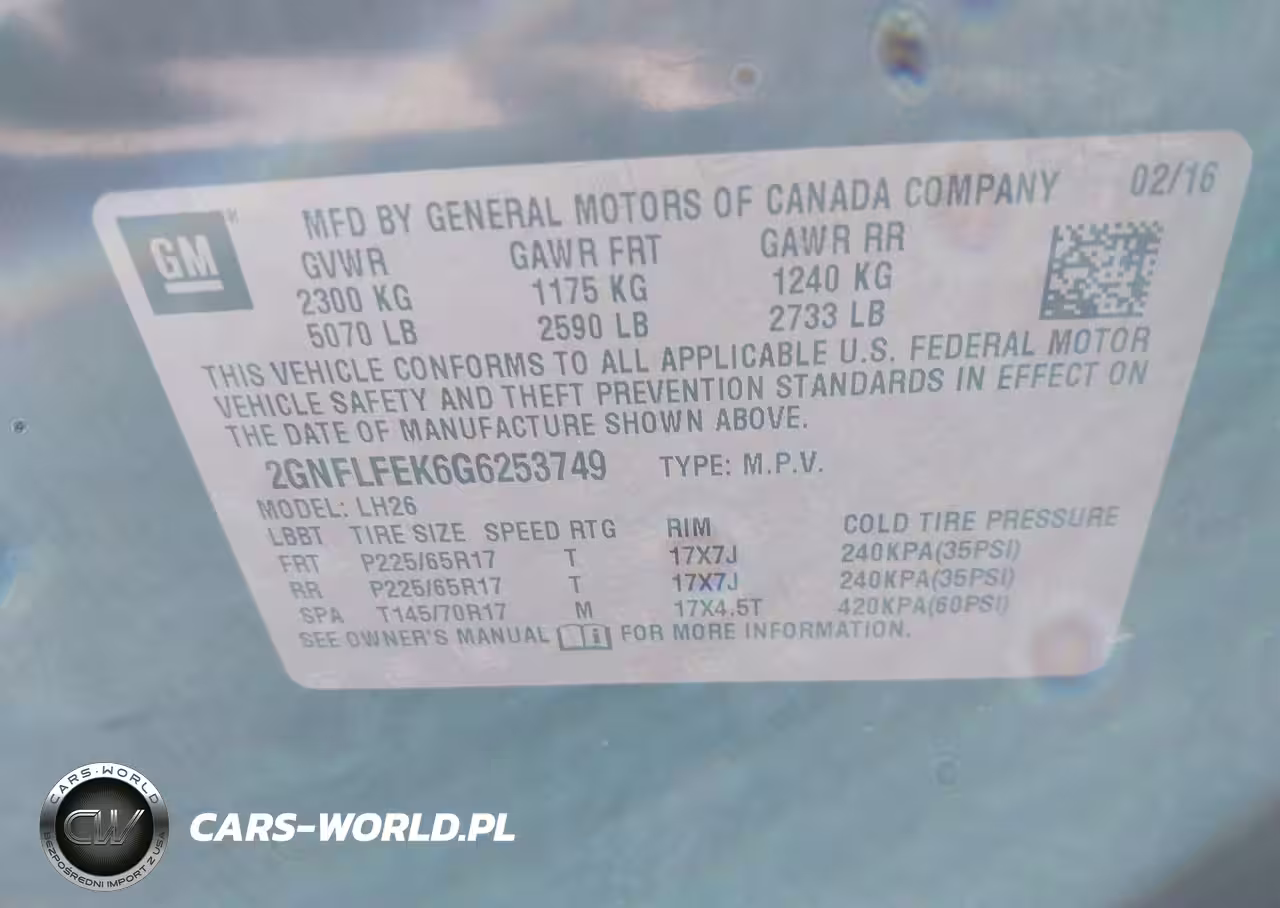 GM
MFD BY GENERAL MOTORS OF CANADA COMPANY 02/16
GVWR GAWR FRT GAWR RR
2300 KG 1175 KG 1240 KG
5070 LB 2590 LB 2733 LB
THIS VEHICLE CONFORMS TO ALL APPLICABLE U.S. FEDERAL MOTOR
VEHICLE SAFETY AND THEFT PREVENTION STANDARDS IN EFFECT ON
THE DATE OF MANUFACTURE SHOWN ABOVE.
2GNFLFEK6G6253749 TYPE: M.P.V.
MODEL: LH26
LBBT TIRE SIZE SPEED RTG RIM COLD TIRE PRESSURE
FRT P225/65R17 T 17X7J 240KPA(35PSI)
RR P225/65R17 T 17X7J 240KPA(35PSI)
SPA T145/70R17 M 17X4.5T 420KPA(60PSI)
SEE OWNER'S MANUAL FOR MORE INFORMATION.
CARS-WORLD
CW
BEZPOŚREDNI IMPORT Z USA
CARS-WORLD.PL